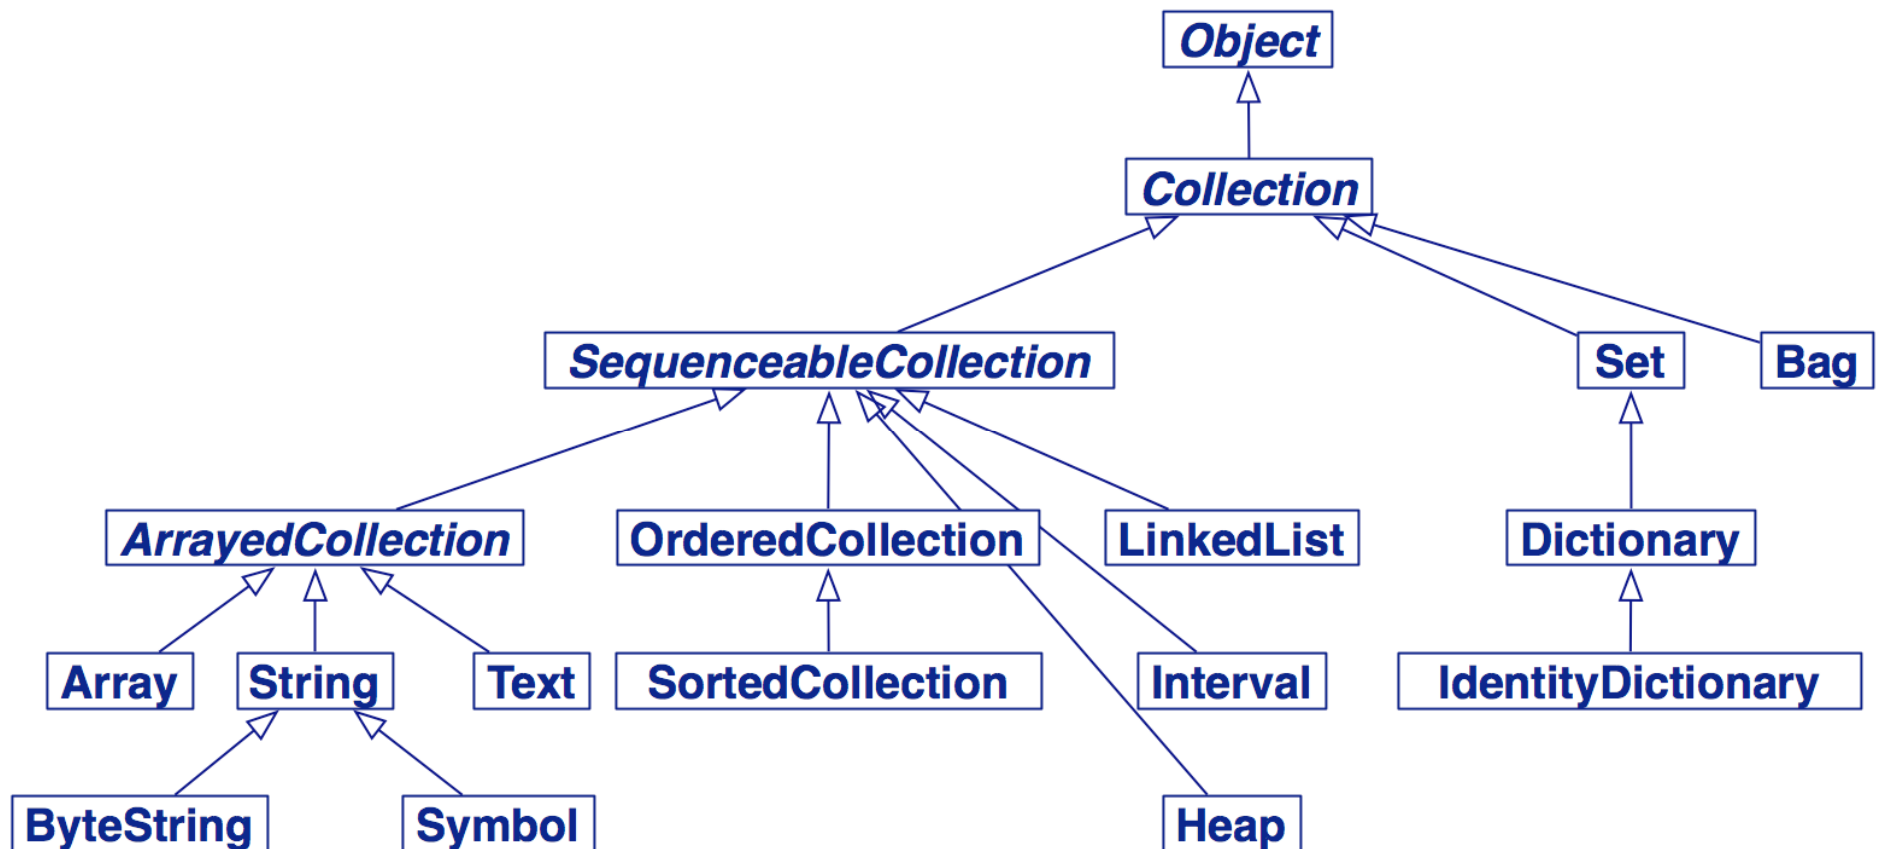 Object
Collection
SequenceableCollection
Set
Bag
ArrayedCollection
OrderedCollection
LinkedList
Dictionary
Array
String
Text
SortedCollection
Interval
IdentityDictionary
ByteString
Symbol
Heap